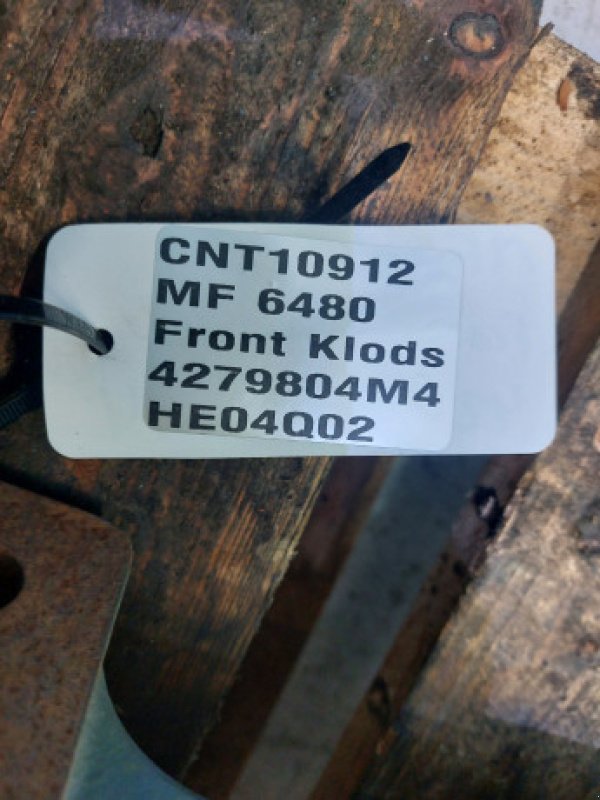 CNT10912
MF 6480
Front Klods
4279804M4
HE04Q02